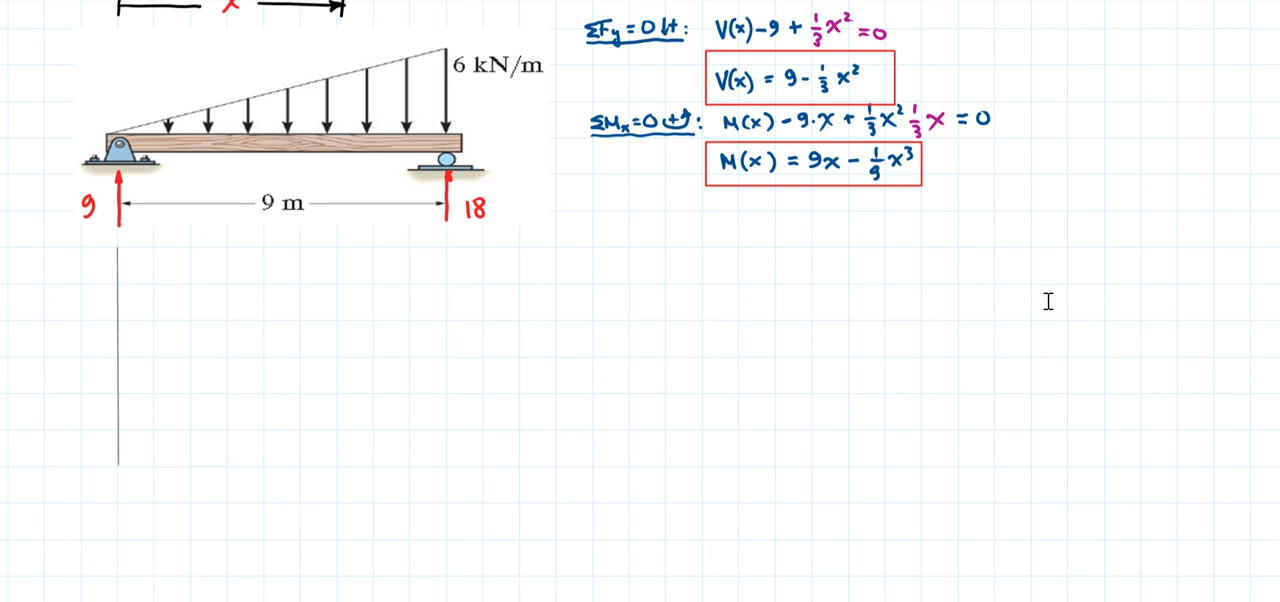 x
ΣFy = 0 ↓+: V(x) - 9 + 1/3 x² = 0
6 kN/m
V(x) = 9 - 1/3 x²
ΣMx = 0 +↺: M(x) - 9·x + 1/3 x² 1/3 x = 0
M(x) = 9x - 1/9 x³
9
9 m
18